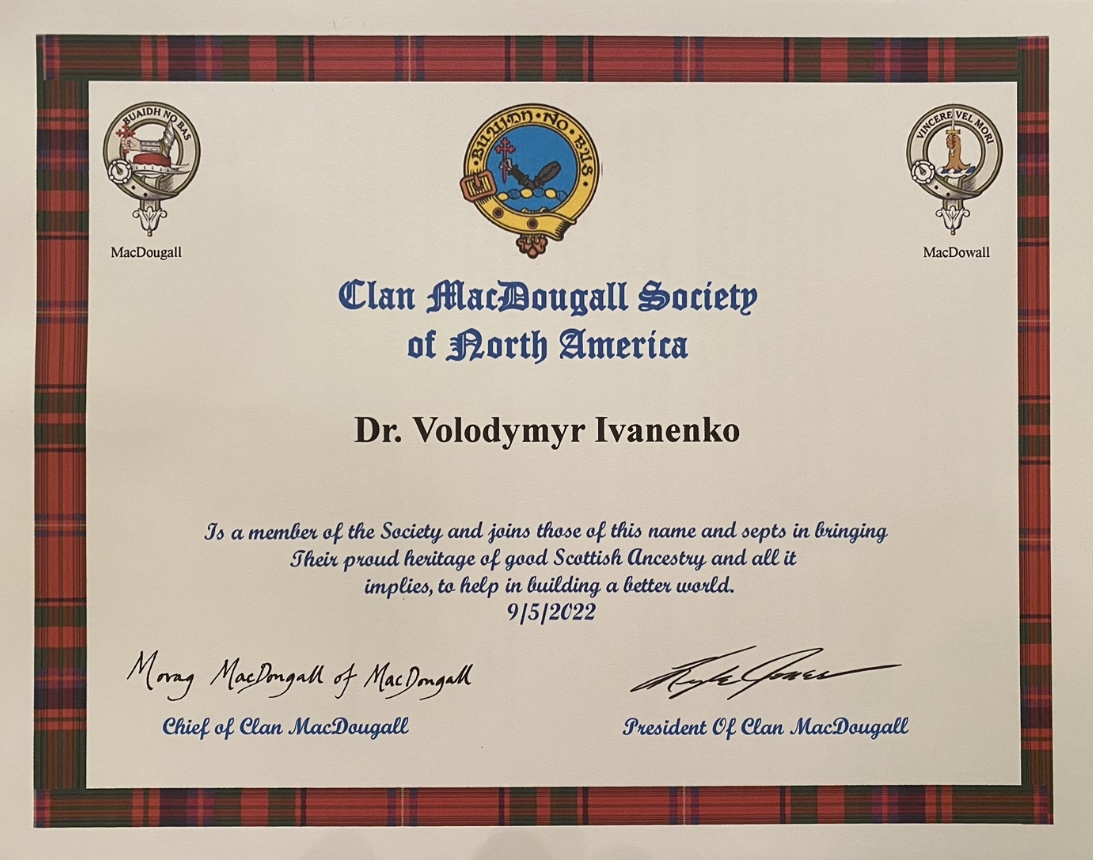 BUAIDH NO BAS
BUAIDH·NO·BAS·
VINCERE VEL MORI
MacDougall
MacDowall
Clan MacDougall Society
of North America
Dr. Volodymyr Ivanenko
Is a member of the Society and joins those of this name and septs in bringing
Their proud heritage of good Scottish Ancestry and all it
implies, to help in building a better world.
9/5/2022
Morag MacDougall of MacDougall
Chief of Clan MacDougall
President Of Clan MacDougall